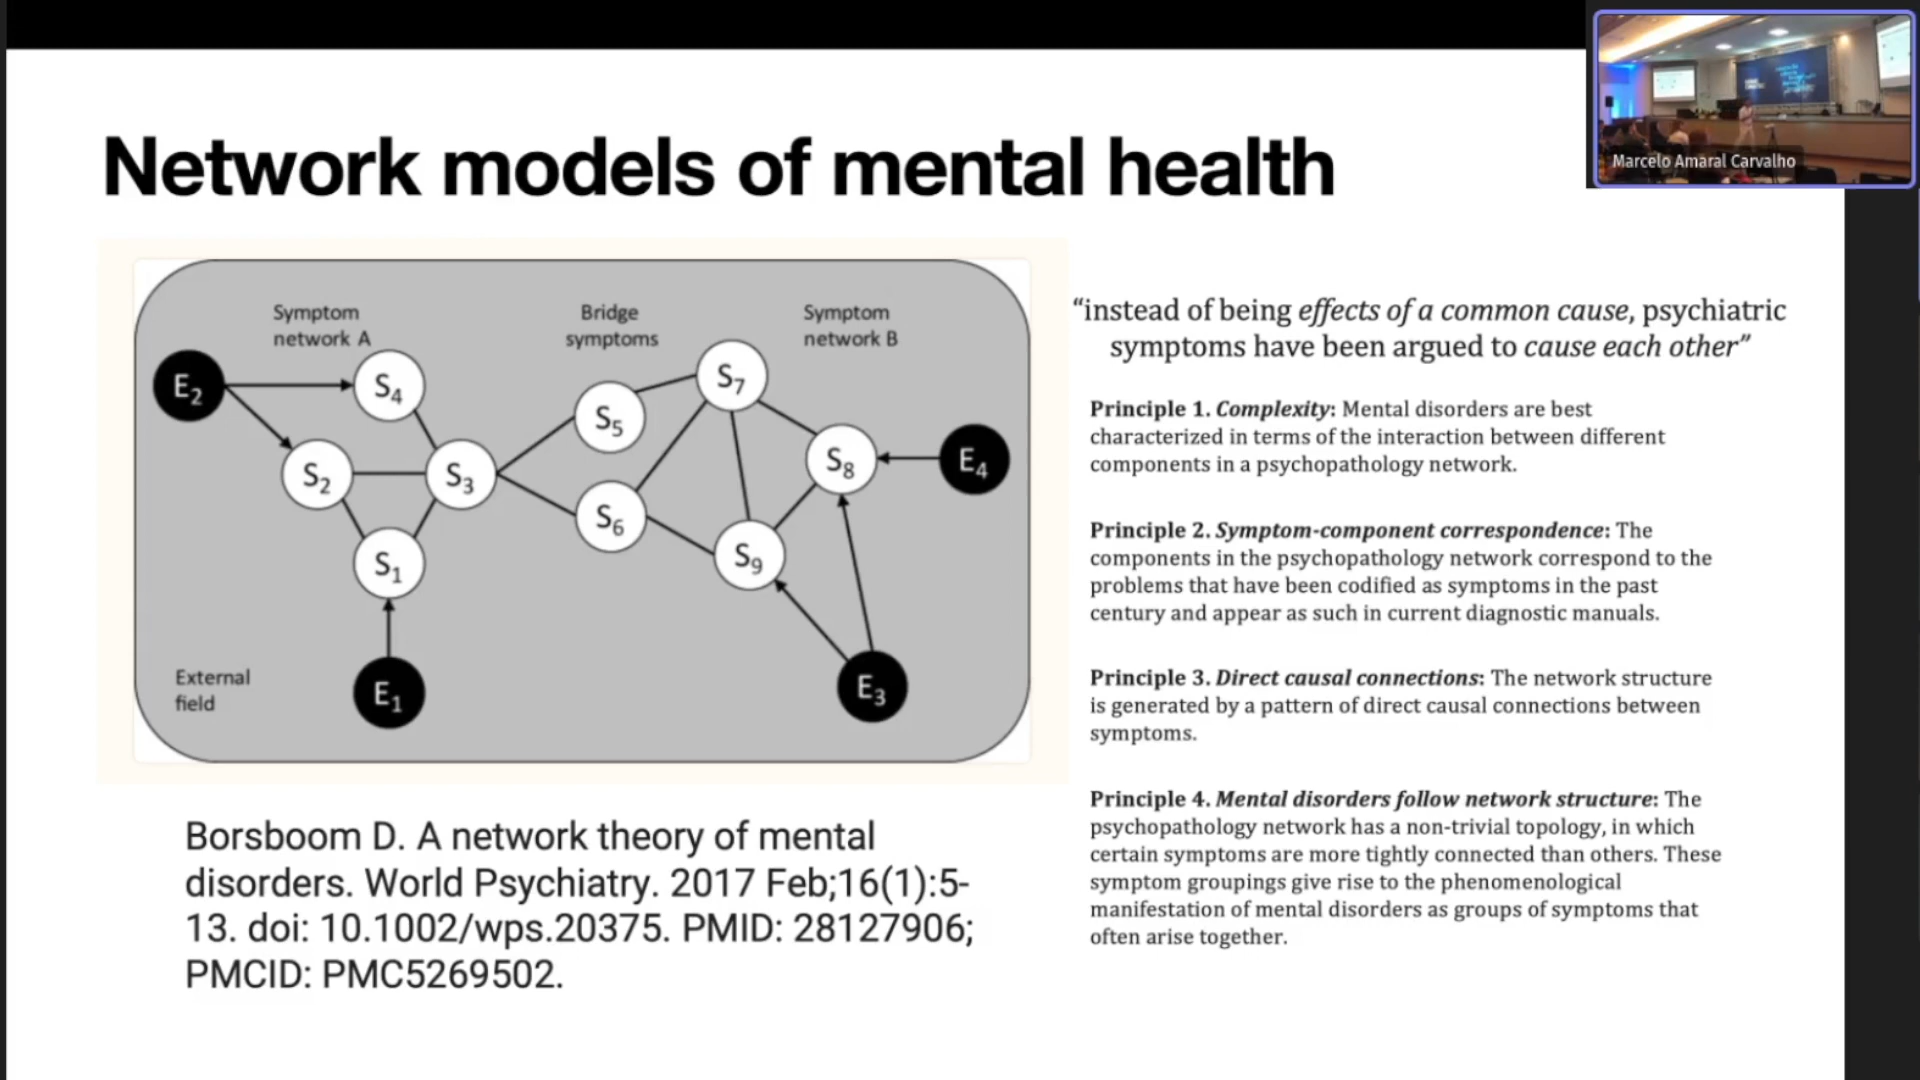 Marcelo Amaral Carvalho
Network models of mental health
Symptom
network A
Bridge
symptoms
Symptom
network B
E2
S4
S7
S5
S8
E4
S2
S3
S6
S9
S1
External
field
E1
E3
“instead of being effects of a common cause, psychiatric
symptoms have been argued to cause each other”
Principle 1. Complexity: Mental disorders are best
characterized in terms of the interaction between different
components in a psychopathology network.
Principle 2. Symptom-component correspondence: The
components in the psychopathology network correspond to the
problems that have been codified as symptoms in the past
century and appear as such in current diagnostic manuals.
Principle 3. Direct causal connections: The network structure
is generated by a pattern of direct causal connections between
symptoms.
Principle 4. Mental disorders follow network structure: The
psychopathology network has a non-trivial topology, in which
certain symptoms are more tightly connected than others. These
symptom groupings give rise to the phenomenological
manifestation of mental disorders as groups of symptoms that
often arise together.
Borsboom D. A network theory of mental
disorders. World Psychiatry. 2017 Feb;16(1):5-
13. doi: 10.1002/wps.20375. PMID: 28127906;
PMCID: PMC5269502.